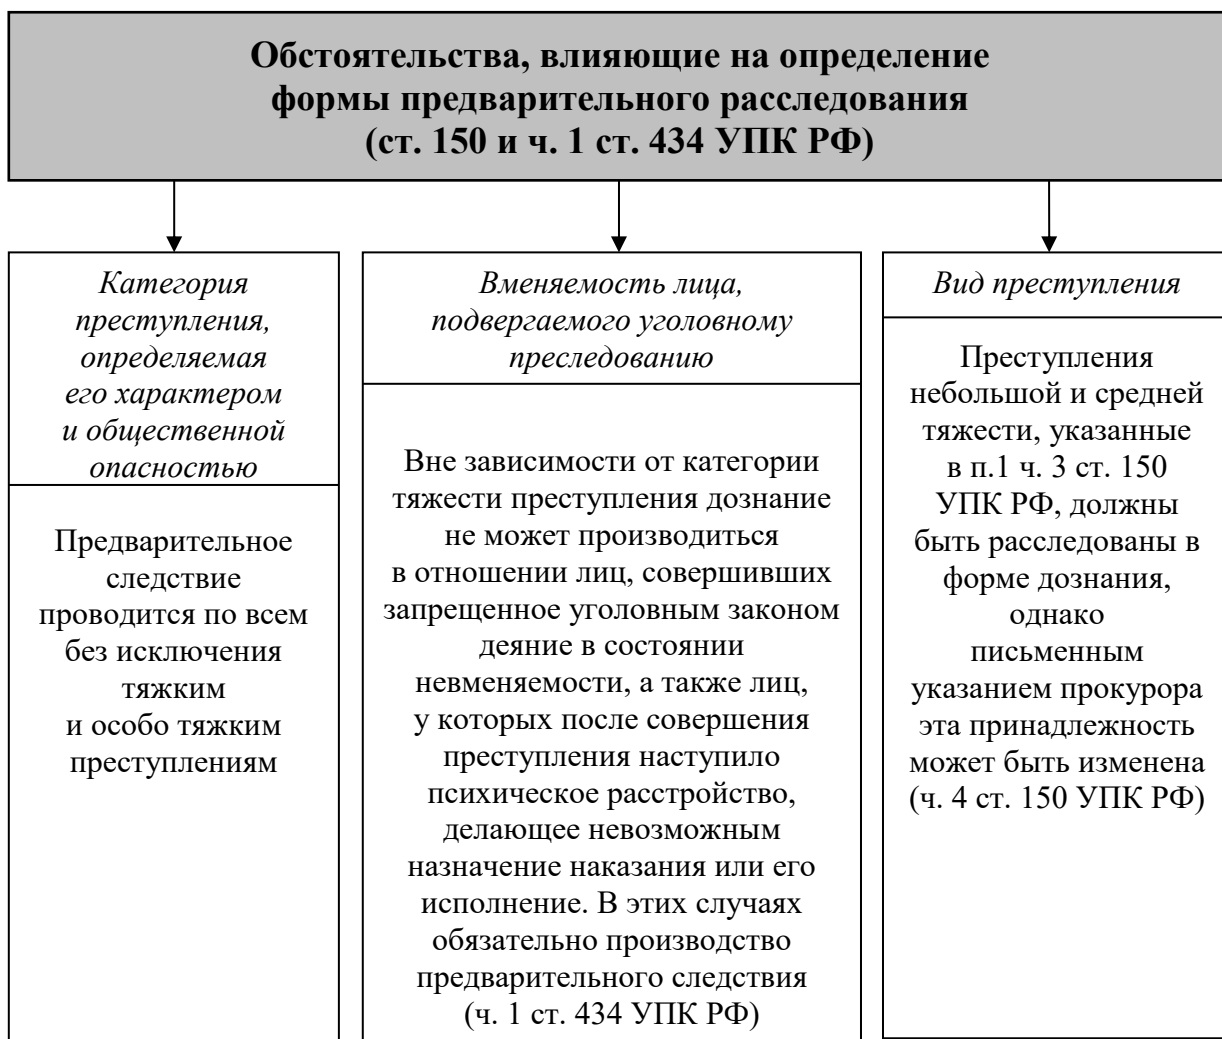 Обстоятельства, влияющие на определение
формы предварительного расследования
(ст. 150 и ч. 1 ст. 434 УПК РФ)
Категория
преступления,
определяемая
его характером
и общественной
опасностью
Предварительное
следствие
проводится по всем
без исключения
тяжким
и особо тяжким
преступлениям
Вменяемость лица,
подвергаемого уголовному
преследованию
Вне зависимости от категории
тяжести преступления дознание
не может производиться
в отношении лиц, совершивших
запрещенное уголовным законом
деяние в состоянии
невменяемости, а также лиц,
у которых после совершения
преступления наступило
психическое расстройство,
делающее невозможным
назначение наказания или его
исполнение. В этих случаях
обязательно производство
предварительного следствия
(ч. 1 ст. 434 УПК РФ)
Вид преступления
Преступления
небольшой и средней
тяжести, указанные
в п.1 ч. 3 ст. 150
УПК РФ, должны
быть расследованы в
форме дознания,
однако
письменным
указанием прокурора
эта принадлежность
может быть изменена
(ч. 4 ст. 150 УПК РФ)